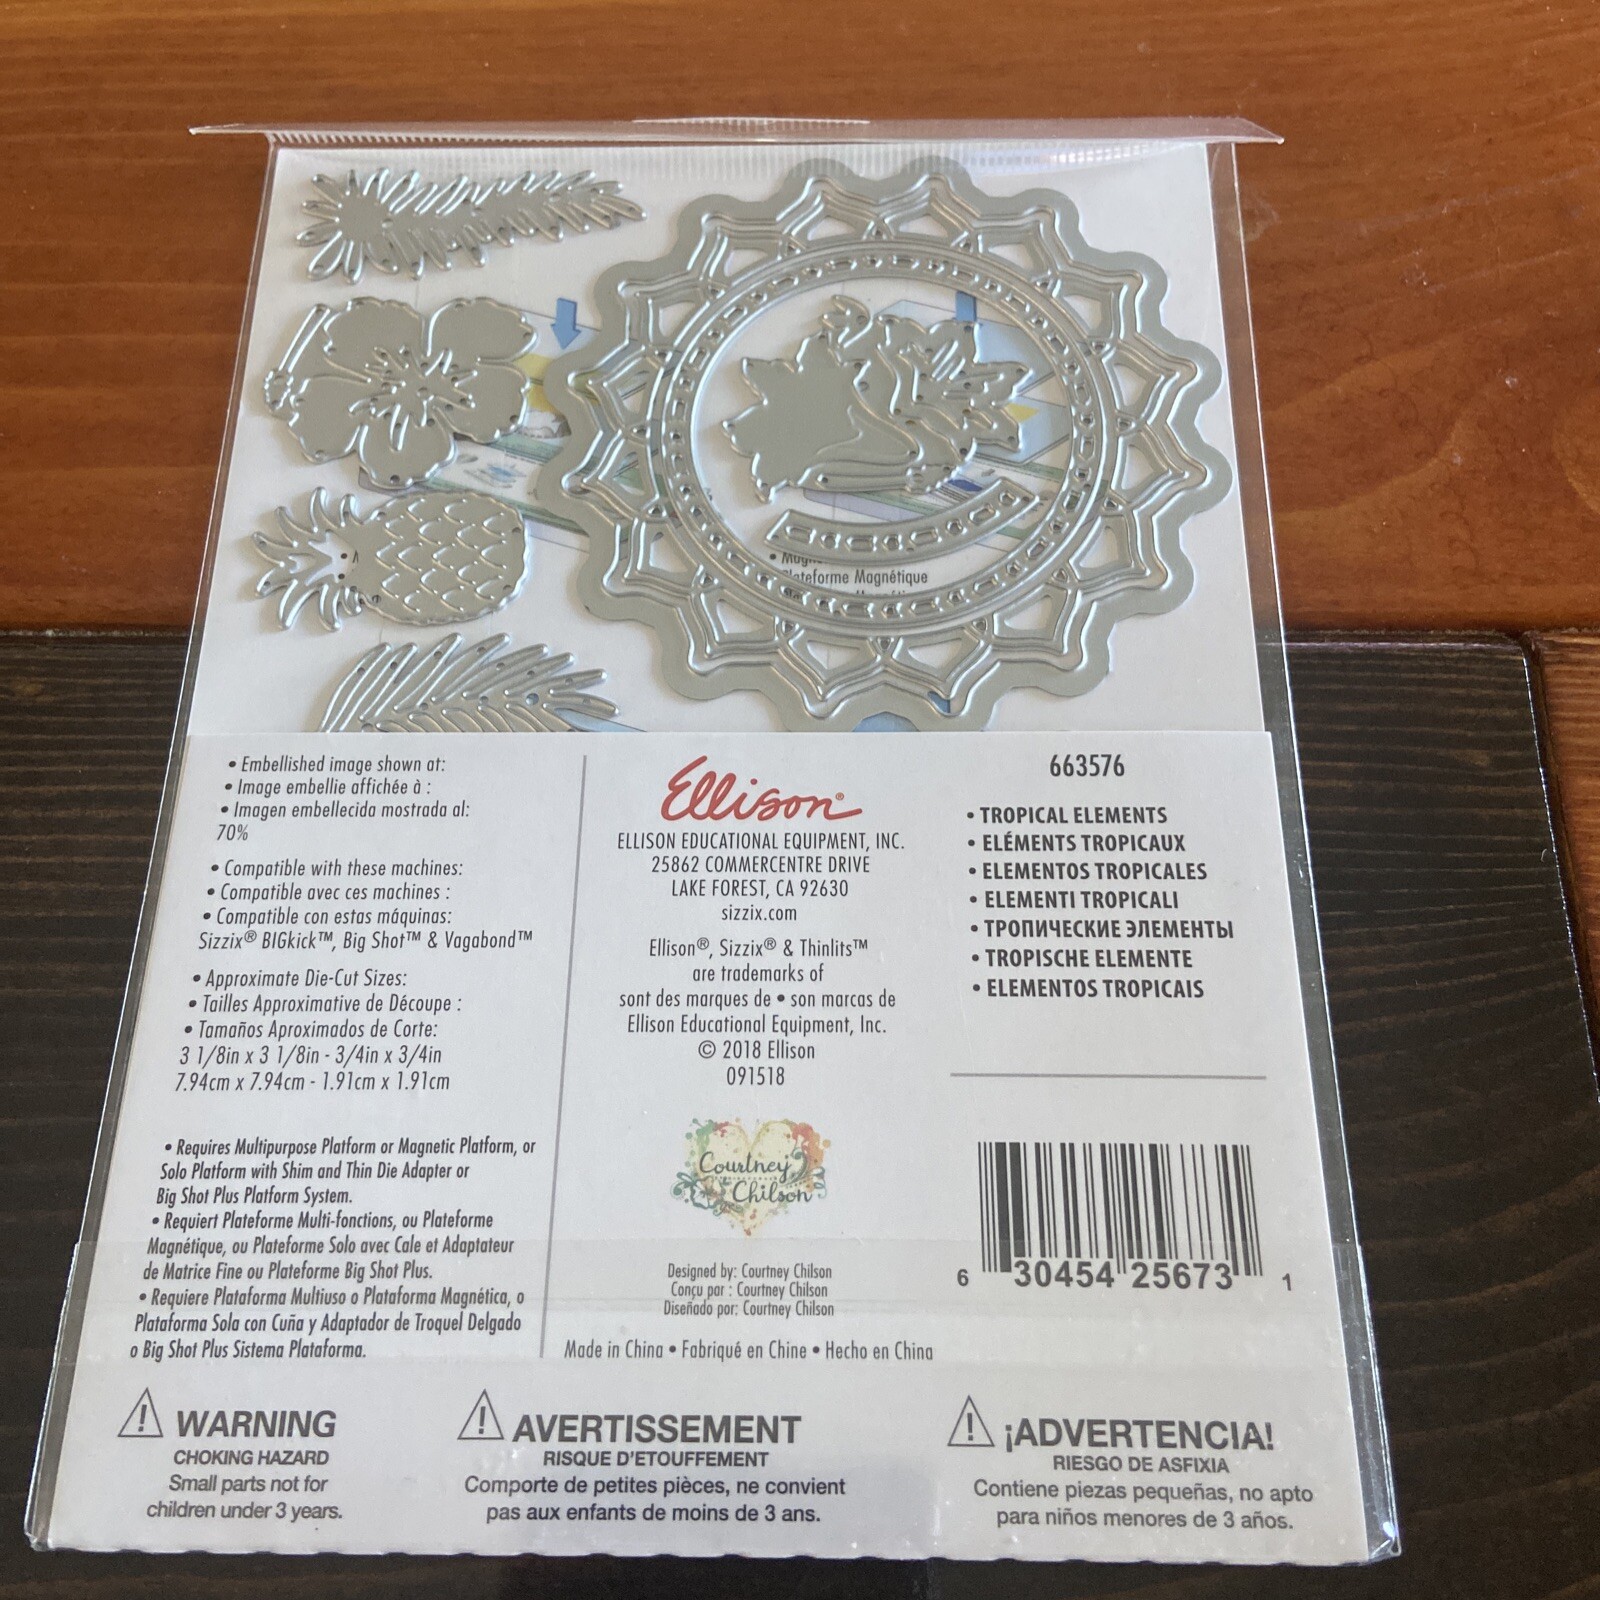 Plateforme Magnétique
• Embellished image shown at:
• Image embellie affichée à :
• Imagen embellecida mostrada al:
70%
• Compatible with these machines:
• Compatible avec ces machines :
• Compatible con estas máquinas:
Sizzix® BIGkick™, Big Shot™ & Vagabond™
• Approximate Die-Cut Sizes:
• Tailles Approximative de Découpe :
• Tamaños Aproximados de Corte:
3 1/8in x 3 1/8in - 3/4in x 3/4in
7.94cm x 7.94cm - 1.91cm x 1.91cm
• Requires Multipurpose Platform or Magnetic Platform, or
Solo Platform with Shim and Thin Die Adapter or
Big Shot Plus Platform System.
• Requiert Plateforme Multi-fonctions, ou Plateforme
Magnétique, ou Plateforme Solo avec Cale et Adaptateur
de Matrice Fine ou Plateforme Big Shot Plus.
• Requiere Plataforma Multiuso o Plataforma Magnética, o
Plataforma Sola con Cuña y Adaptador de Troquel Delgado
o Big Shot Plus Sistema Plataforma.
Ellison®
ELLISON EDUCATIONAL EQUIPMENT, INC.
25862 COMMERCENTRE DRIVE
LAKE FOREST, CA 92630
sizzix.com
Ellison®, Sizzix® & Thinlits™
are trademarks of
sont des marques de • son marcas de
Ellison Educational Equipment, Inc.
© 2018 Ellison
091518
Courtney
Chilson
Designed by: Courtney Chilson
Conçu par : Courtney Chilson
Diseñado por: Courtney Chilson
Made in China • Fabriqué en Chine • Hecho en China
663576
• TROPICAL ELEMENTS
• ELÉMENTS TROPICAUX
• ELEMENTOS TROPICALES
• ELEMENTI TROPICALI
• ТРОПИЧЕСКИЕ ЭЛЕМЕНТЫ
• TROPISCHE ELEMENTE
• ELEMENTOS TROPICAIS
6 30454 25673 1
WARNING
CHOKING HAZARD
Small parts not for
children under 3 years.
AVERTISSEMENT
RISQUE D'ETOUFFEMENT
Comporte de petites pièces, ne convient
pas aux enfants de moins de 3 ans.
¡ADVERTENCIA!
RIESGO DE ASFIXIA
Contiene piezas pequeñas, no apto
para niños menores de 3 años.